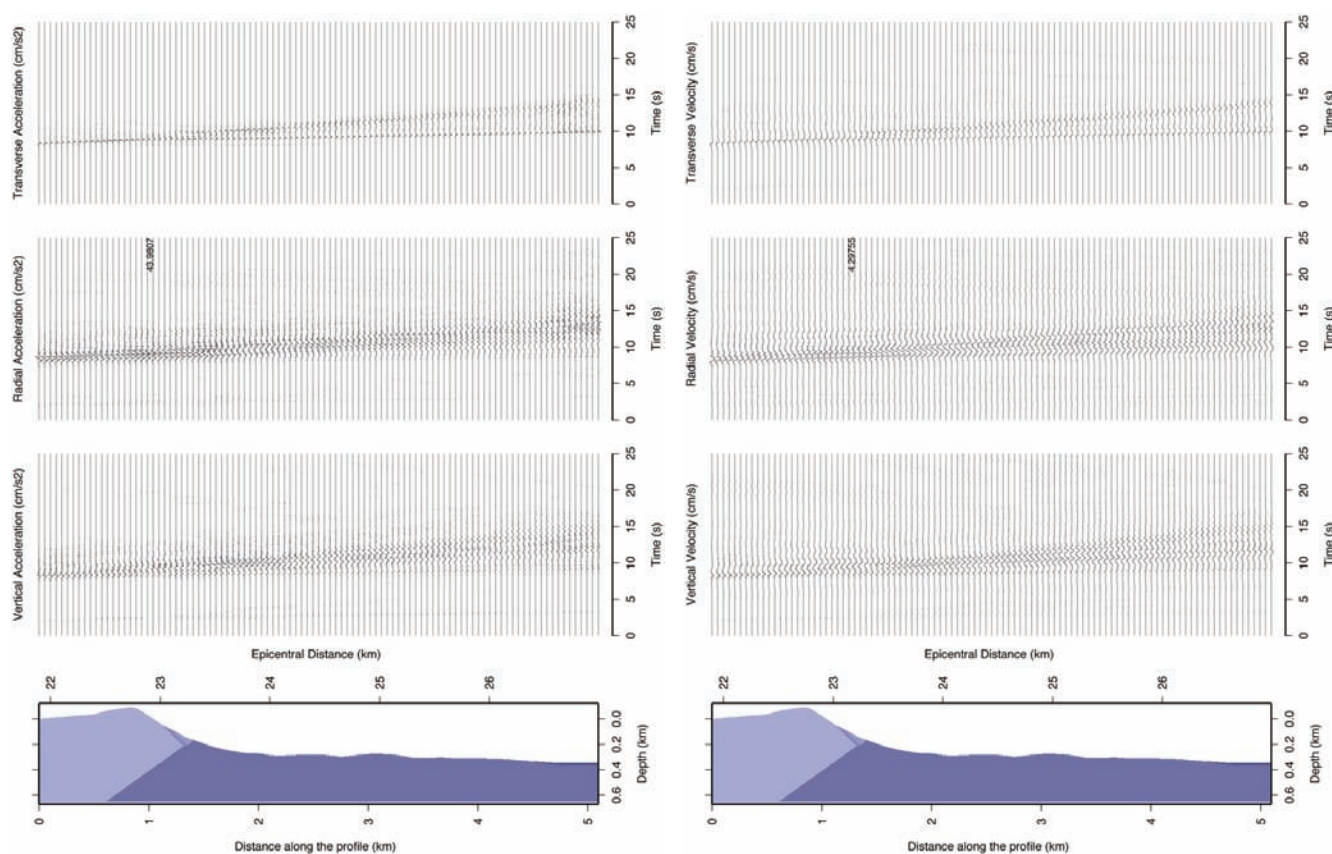 Transverse Acceleration (cm/s2)
0 5 10 15 20 25
Time (s)
Radial Acceleration (cm/s2)
43.9807
0 5 10 15 20 25
Time (s)
Vertical Acceleration (cm/s2)
0 5 10 15 20 25
Time (s)
Epicentral Distance (km)
22 23 24 25 26
0.0 0.2 0.4 0.6
Depth (km)
0 1 2 3 4 5
Distance along the profile (km)
Transverse Velocity (cm/s)
0 5 10 15 20 25
Time (s)
Radial Velocity (cm/s)
4.29755
0 5 10 15 20 25
Time (s)
Vertical Velocity (cm/s)
0 5 10 15 20 25
Time (s)
Epicentral Distance (km)
22 23 24 25 26
0.0 0.2 0.4 0.6
Depth (km)
0 1 2 3 4 5
Distance along the profile (km)